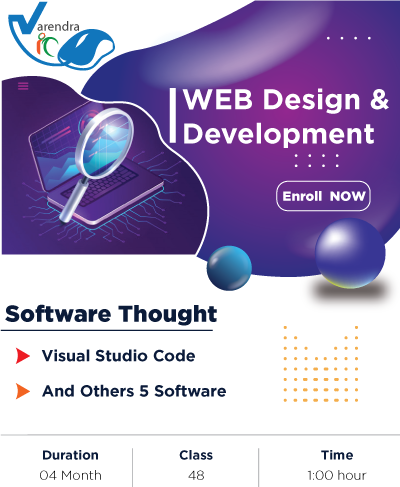 Varendra
iC
WEB Design &
Development
Enroll NOW
Software Thought
Visual Studio Code
And Others 5 Software
Duration
04 Month
Class
48
Time
1:00 hour